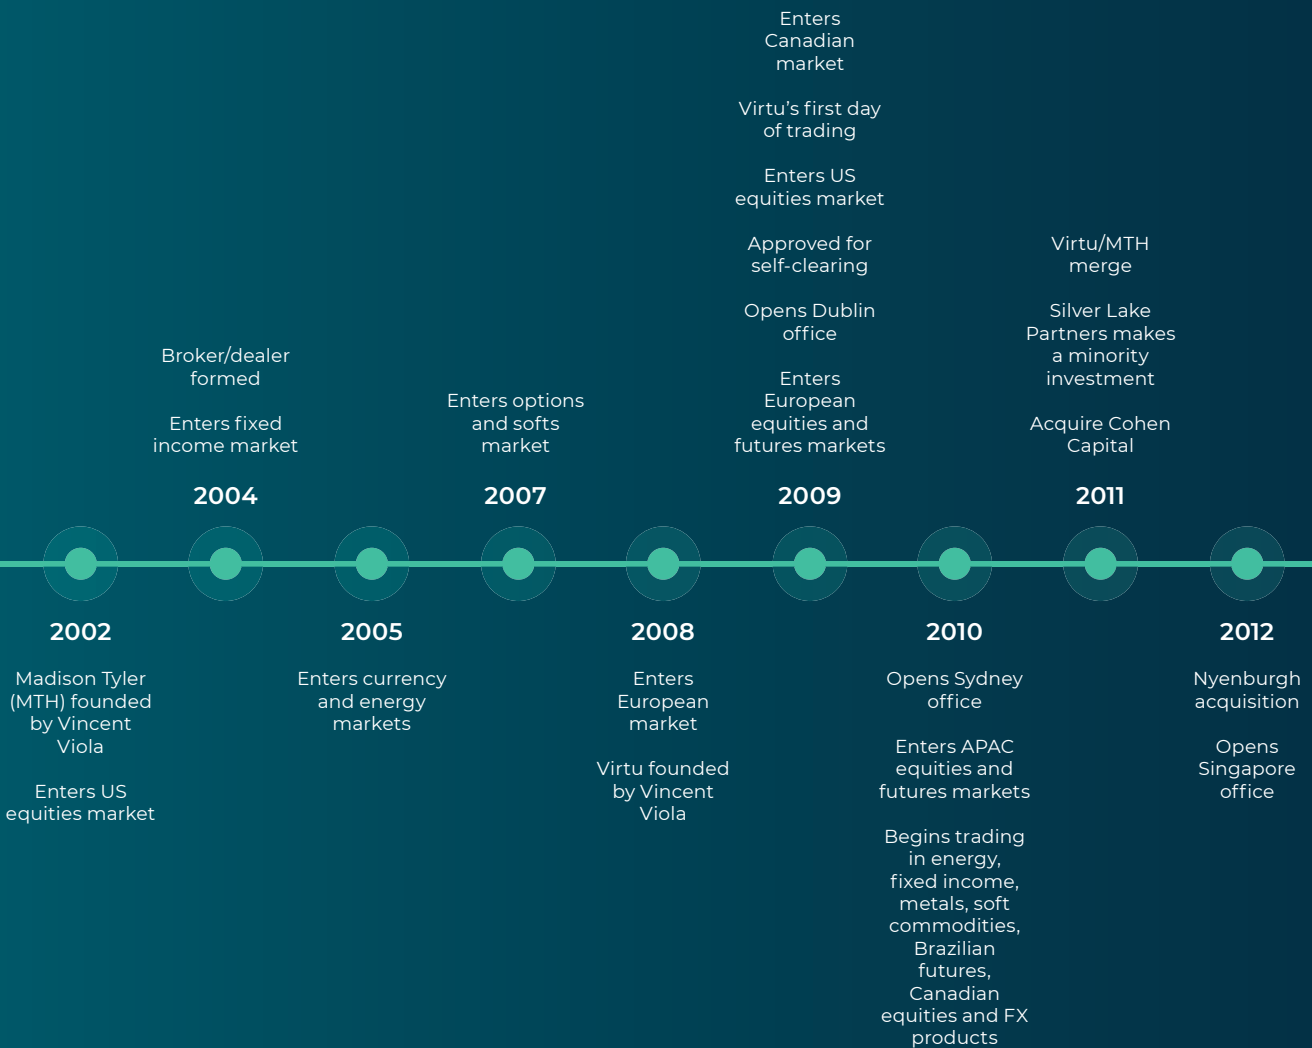 2002
Madison Tyler
(MTH) founded
by Vincent
Viola
Enters US
equities market
Broker/dealer
formed
Enters fixed
income market
2004
2005
Enters currency
and energy
markets
Enters options
and softs
market
2007
2008
Enters
European
market
Virtu founded
by Vincent
Viola
Enters
Canadian
market
Virtu’s first day
of trading
Enters US
equities market
Approved for
self-clearing
Opens Dublin
office
Enters
European
equities and
futures markets
2009
2010
Opens Sydney
office
Enters APAC
equities and
futures markets
Begins trading
in energy,
fixed income,
metals, soft
commodities,
Brazilian
futures,
Canadian
equities and FX
products
Virtu/MTH
merge
Silver Lake
Partners makes
a minority
investment
Acquire Cohen
Capital
2011
2012
Nyenburgh
acquisition
Opens
Singapore
office